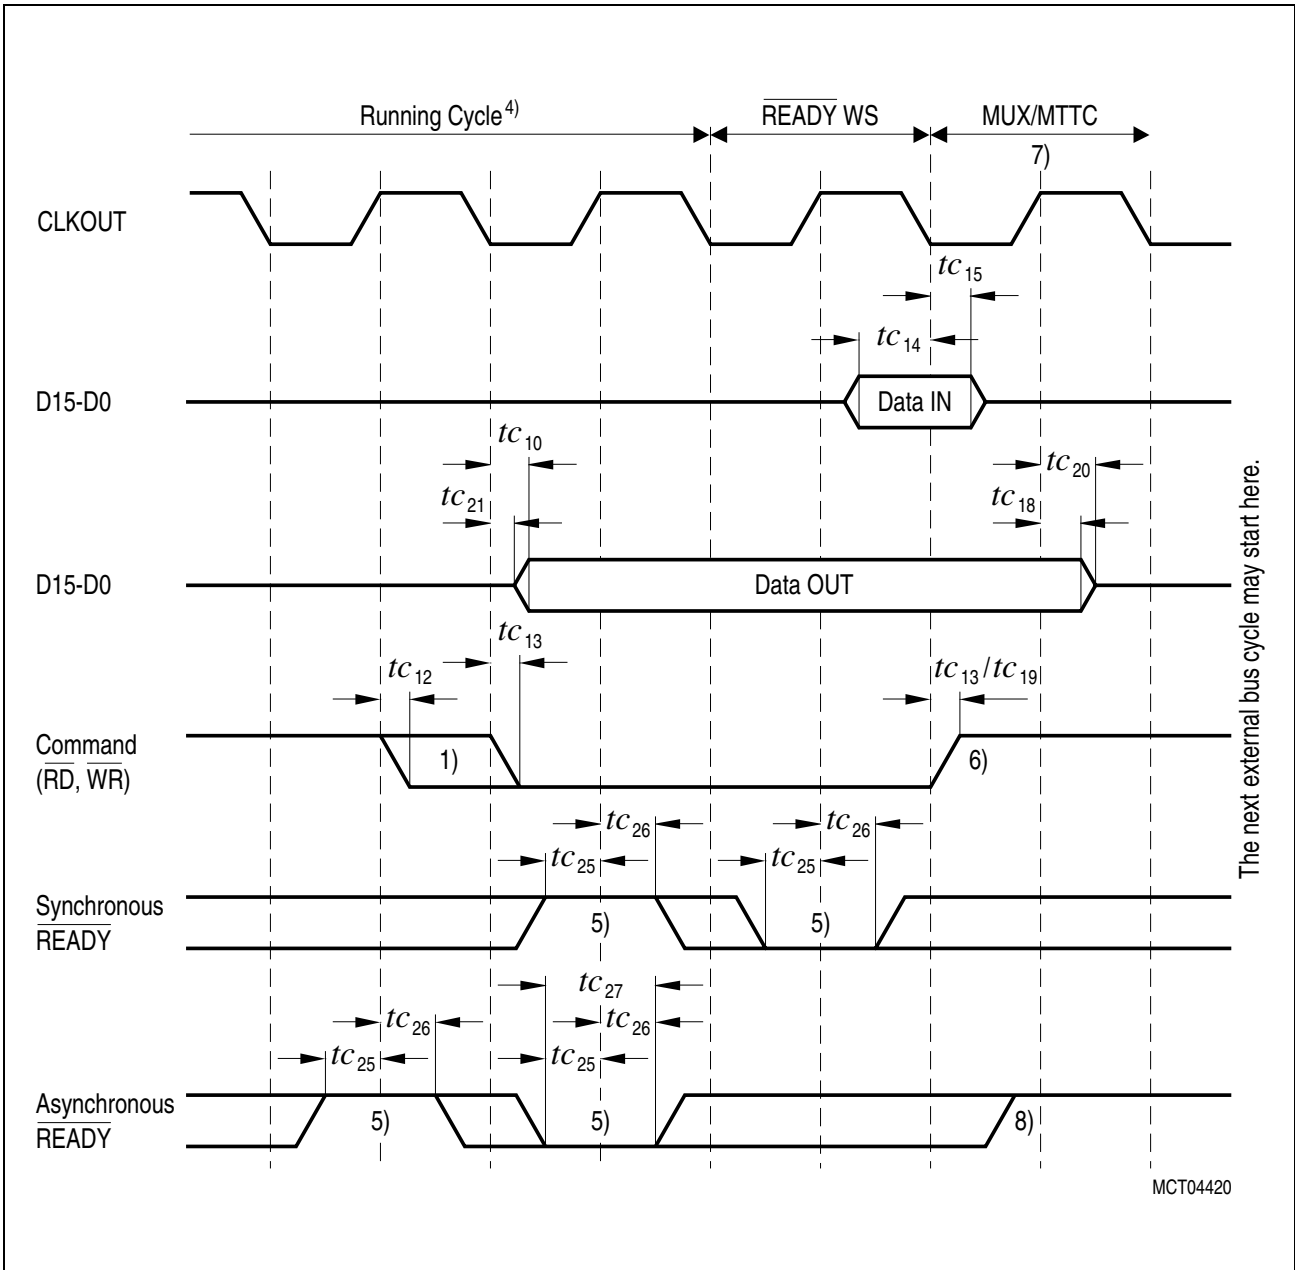 Running Cycle4) READY WS MUX/MTTC
7)
CLKOUT
tc15
tc14
D15-D0 Data IN
tc10
tc20
tc21 tc18
D15-D0 Data OUT
tc13
tc12 tc13/tc19
Command
(RD, WR)
1) 6)
tc26 tc26
tc25 tc25
Synchronous
READY
5) 5)
tc27
tc26 tc26
tc25 tc25
Asynchronous
READY
5) 5) 8)
The next external bus cycle may start here.
MCT04420